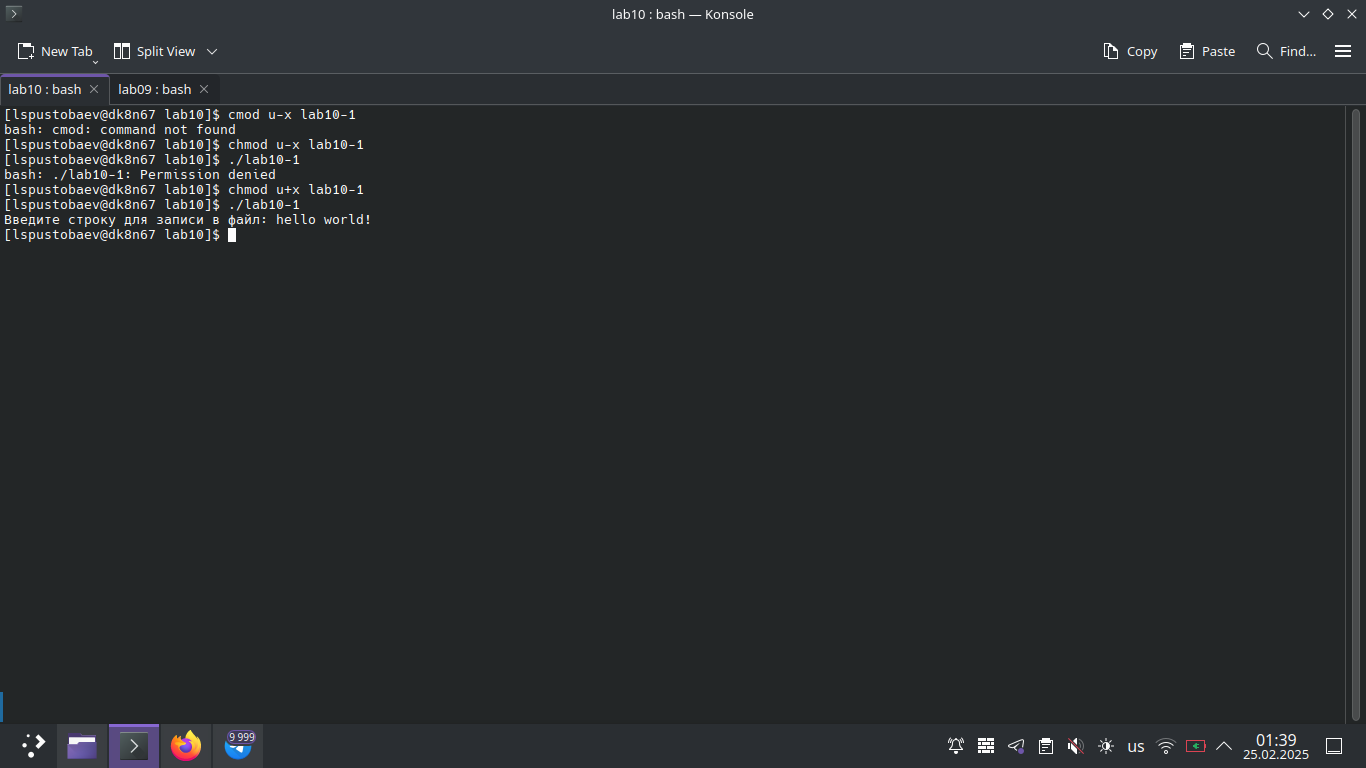 lab10 : bash — Konsole
New Tab
Split View
Copy
Paste
Find...
lab10 : bash
lab09 : bash
[lspustobaev@dk8n67 lab10]$ cmod u-x lab10-1
bash: cmod: command not found
[lspustobaev@dk8n67 lab10]$ chmod u-x lab10-1
[lspustobaev@dk8n67 lab10]$ ./lab10-1
bash: ./lab10-1: Permission denied
[lspustobaev@dk8n67 lab10]$ chmod u+x lab10-1
[lspustobaev@dk8n67 lab10]$ ./lab10-1
Введите строку для записи в файл: hello world!
[lspustobaev@dk8n67 lab10]$
9 999
us
01:39
25.02.2025